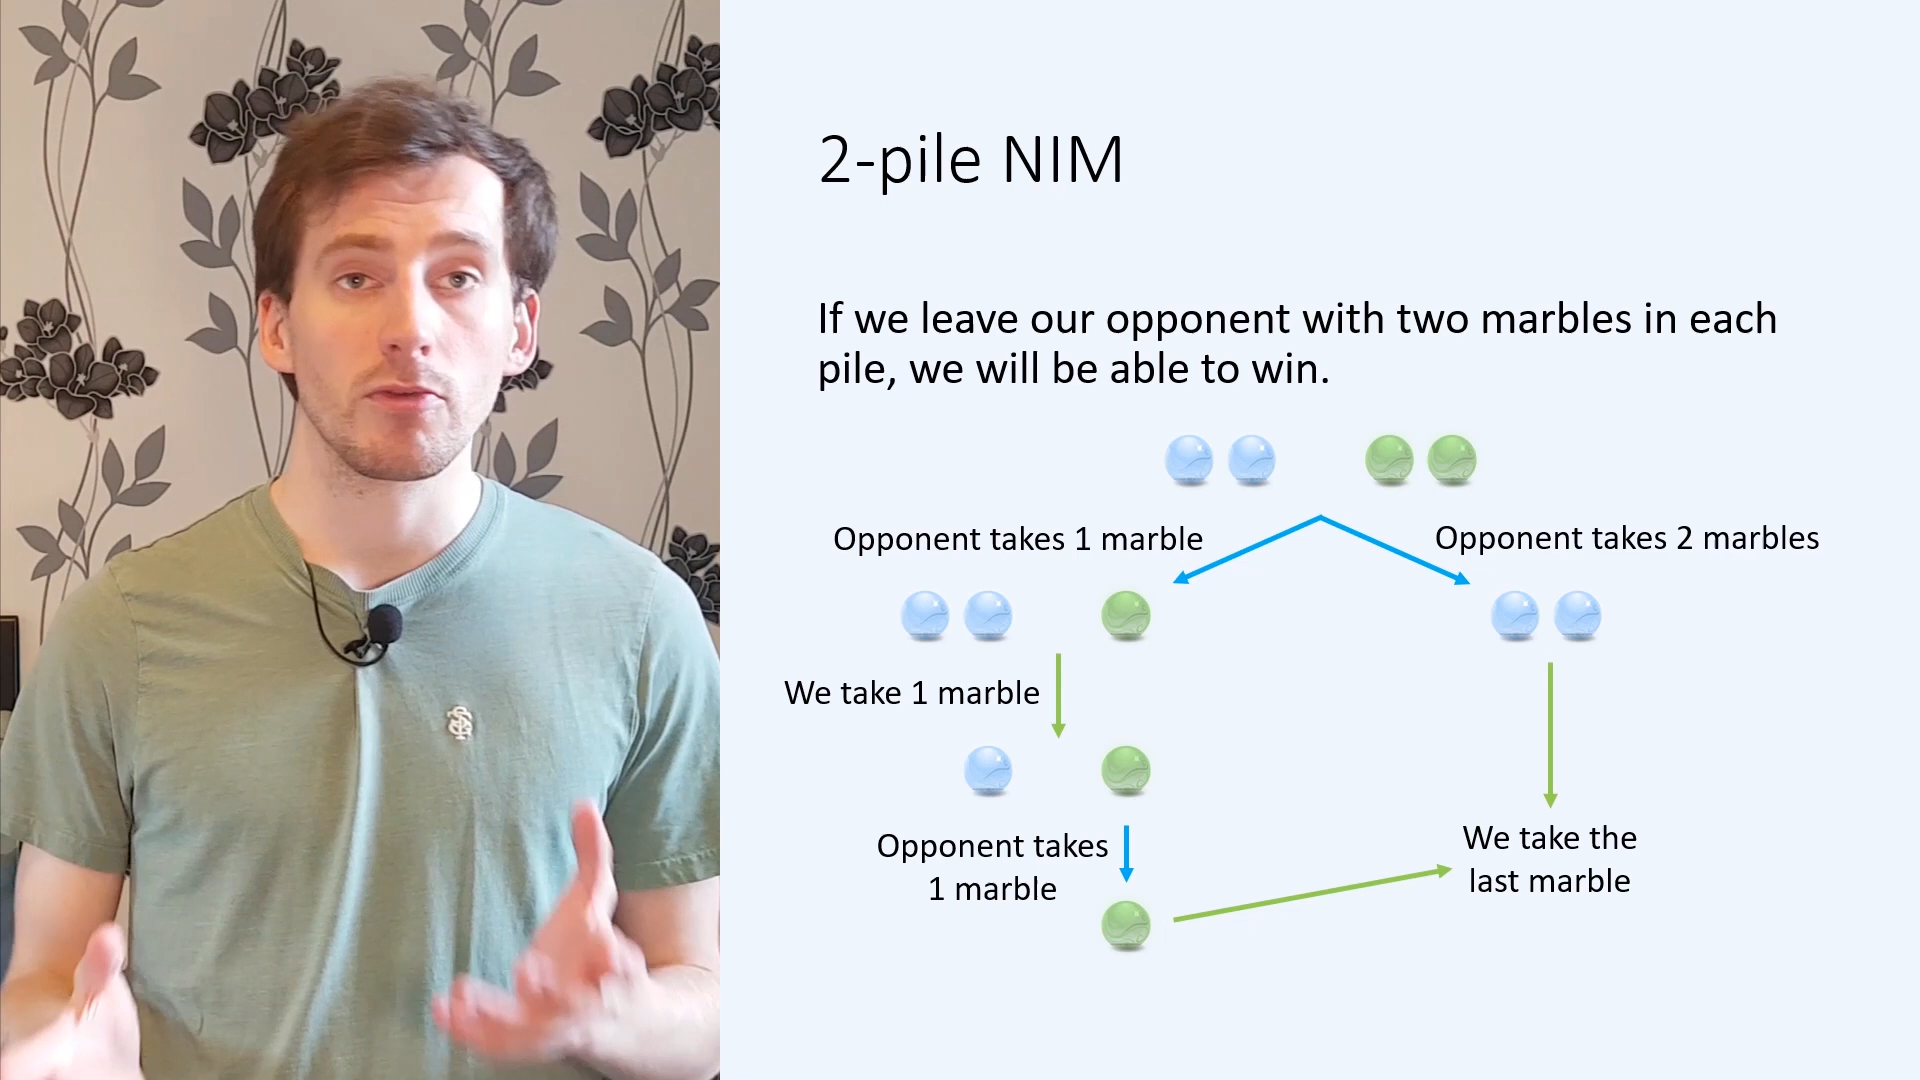 2-pile NIM
If we leave our opponent with two marbles in each
pile, we will be able to win.
Opponent takes 1 marble
Opponent takes 2 marbles
We take 1 marble
Opponent takes
1 marble
We take the
last marble